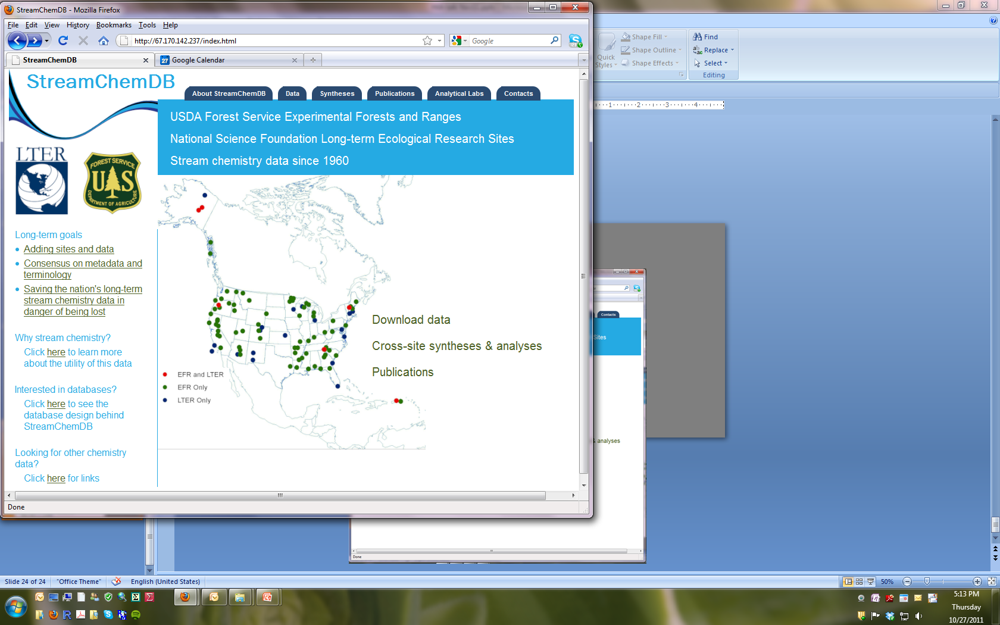 StreamChemDB - Mozilla Firefox
File Edit View History Bookmarks Tools Help
http://67.170.142.237/index.html
Google
StreamChemDB
27 Google Calendar
StreamChemDB
About StreamChemDB Data Syntheses Publications Analytical Labs Contacts
USDA Forest Service Experimental Forests and Ranges
National Science Foundation Long-term Ecological Research Sites
Stream chemistry data since 1960
LTER
FOREST SERVICE
U S
DEPARTMENT OF AGRICULTURE
Long-term goals
Adding sites and data
Consensus on metadata and
terminology
Saving the nation's long-term
stream chemistry data in
danger of being lost
Why stream chemistry?
Click here to learn more
about the utility of this data
Interested in databases?
Click here to see the
database design behind
StreamChemDB
Looking for other chemistry
data?
Click here for links
EFR and LTER
EFR Only
LTER Only
Download data
Cross-site syntheses & analyses
Publications
Done
Quick
Styles
Shape Fill
Shape Outline
Shape Effects
Find
Replace
Select
Editing
1 2 3 4
Contacts
Sites
& analyses
Done
Slide 24 of 24 "Office Theme" English (United States)
50%
5:13 PM
Thursday
10/27/2011